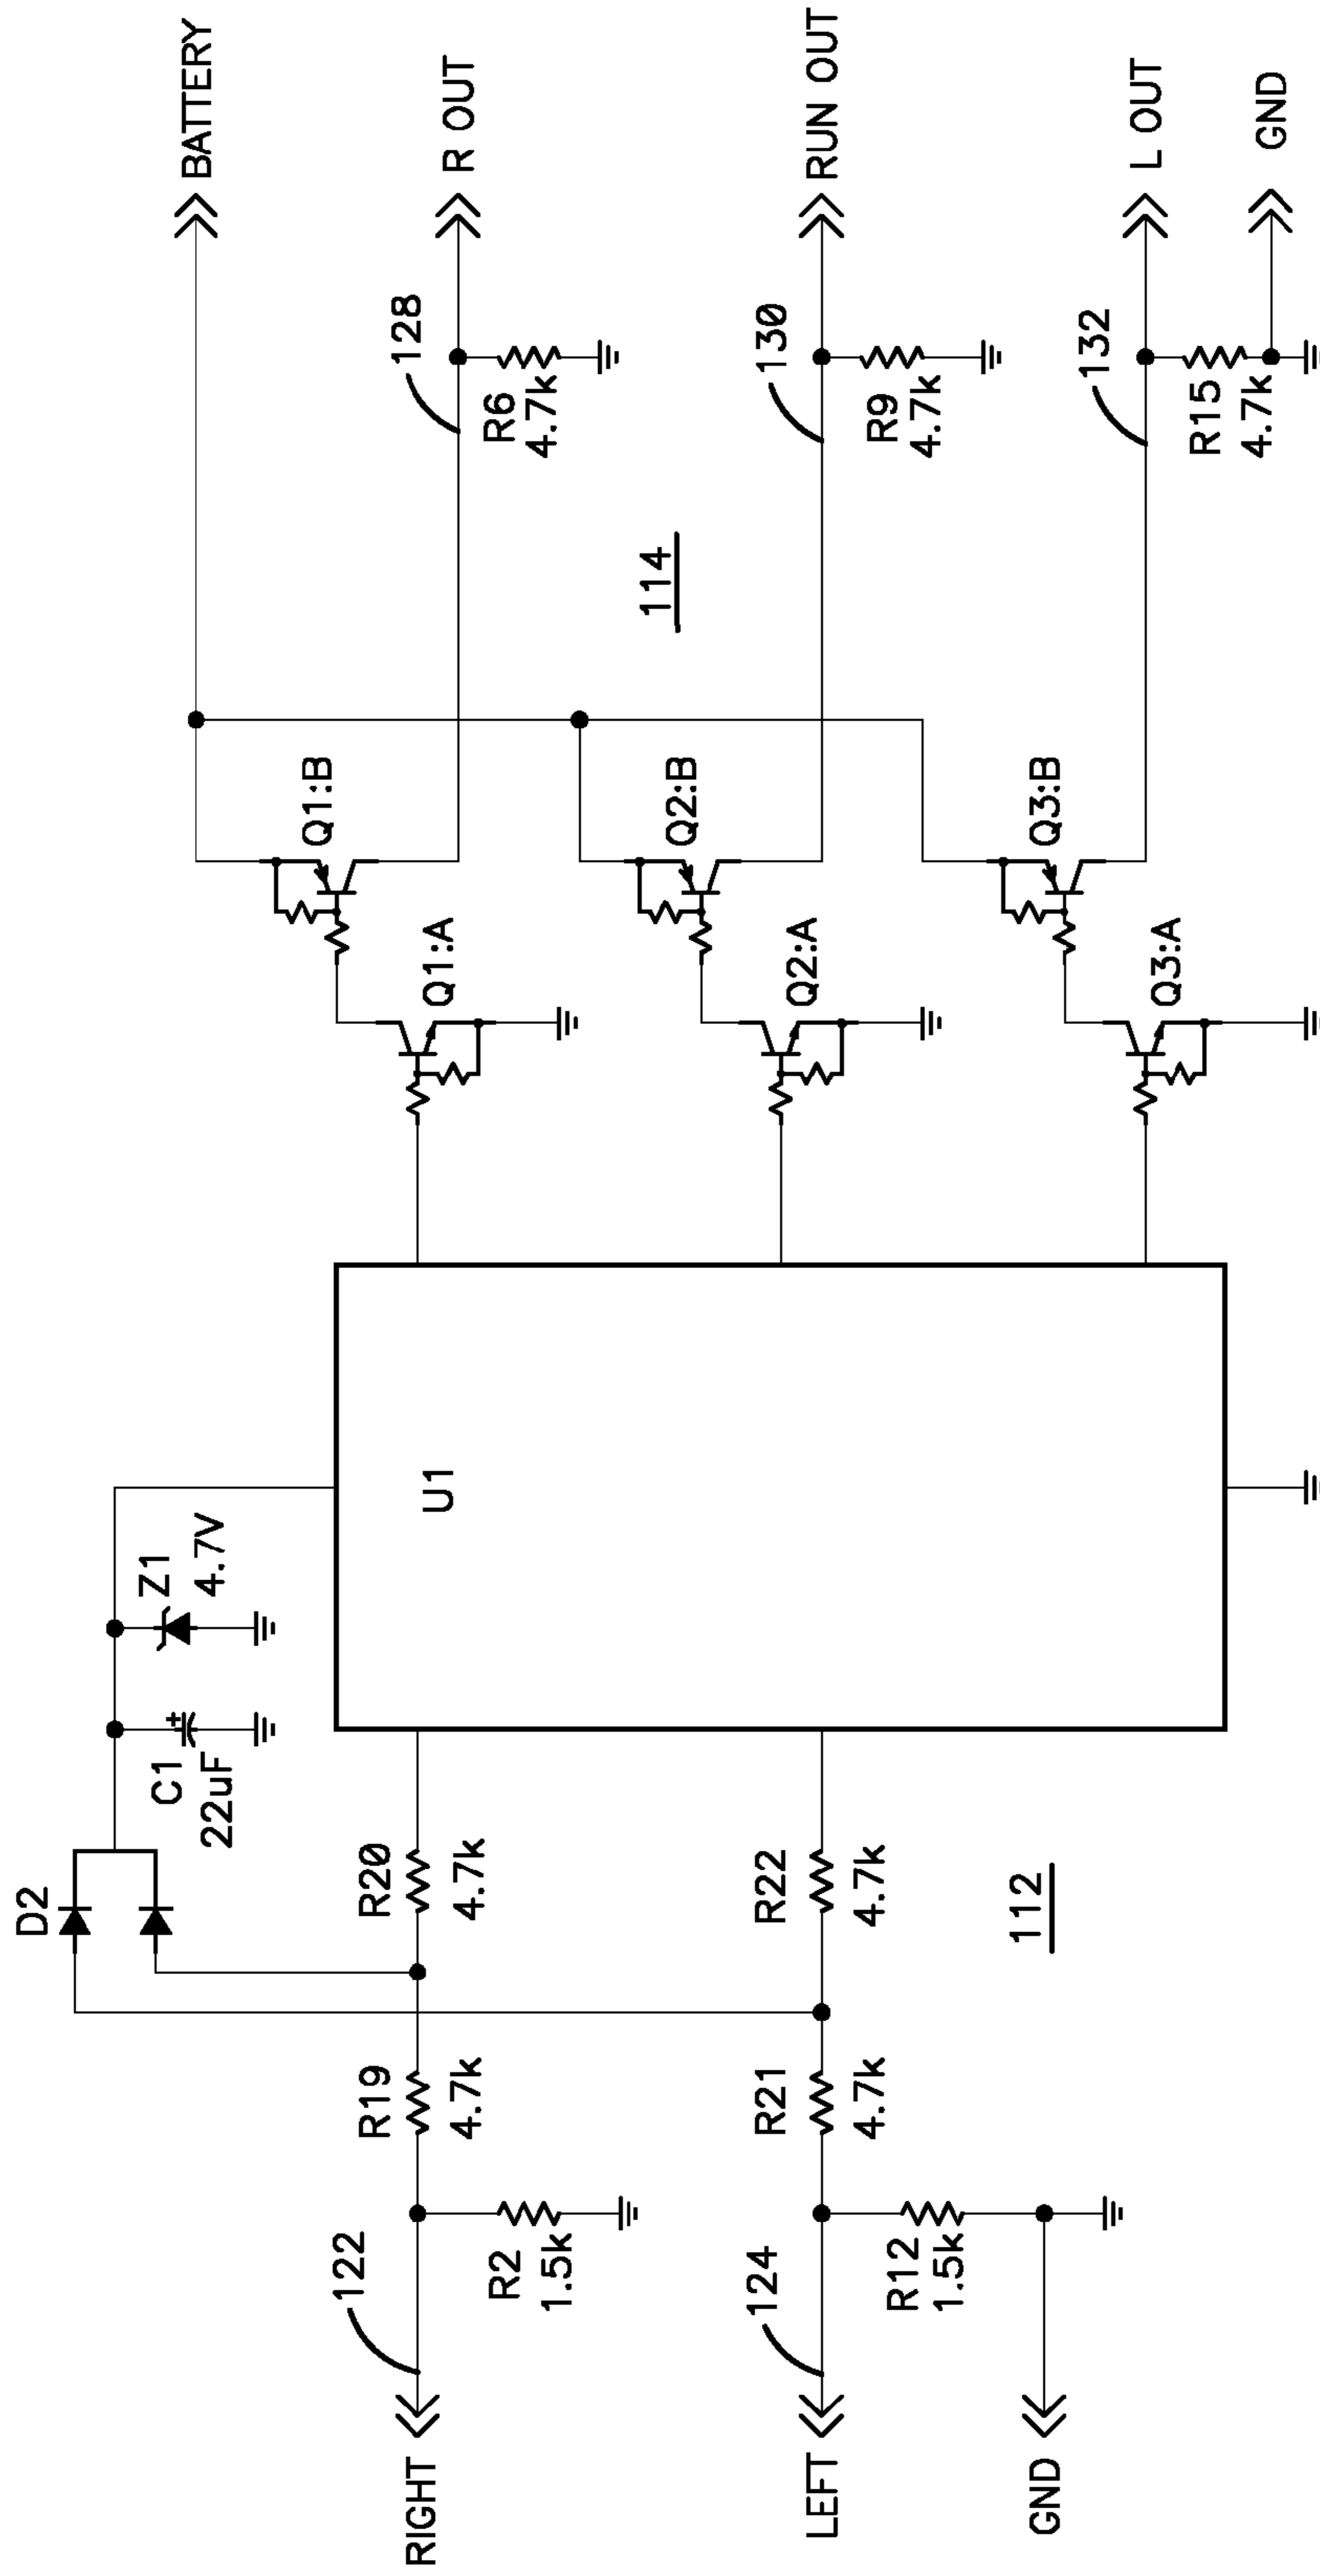 D2
C1
22uF
Z1
4.7V
BATTERY
RIGHT
122
R2
1.5k
R19
4.7k
R20
4.7k
U1
Q1:A
Q1:B
128
R6
4.7k
R OUT
114
LEFT
124
R12
1.5k
R21
4.7k
R22
4.7k
Q2:A
Q2:B
130
R9
4.7k
RUN OUT
GND
112
Q3:A
Q3:B
132
R15
4.7k
L OUT
GND